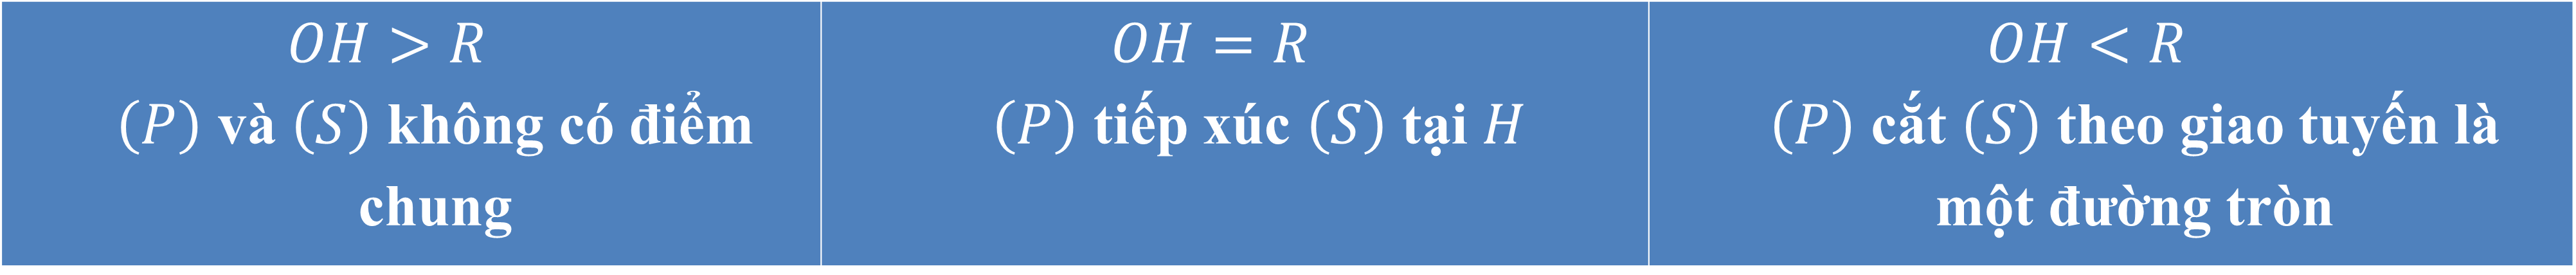 OH > R
(P) và (S) không có điểm
chung
OH = R
(P) tiếp xúc (S) tại H
OH < R
(P) cắt (S) theo giao tuyến là
một đường tròn